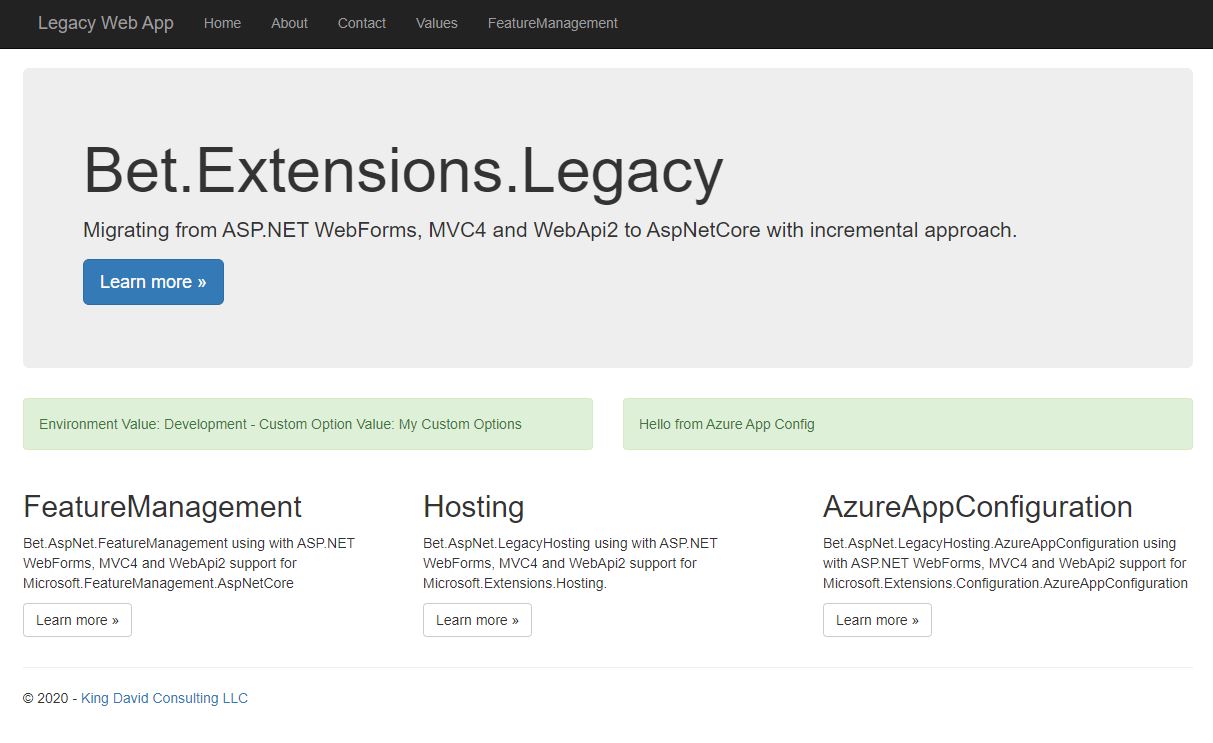 Legacy Web App Home About Contact Values FeatureManagement
Bet.Extensions.Legacy
Migrating from ASP.NET WebForms, MVC4 and WebApi2 to AspNetCore with incremental approach.
Learn more »
Environment Value: Development - Custom Option Value: My Custom Options
Hello from Azure App Config
FeatureManagement
Bet.AspNet.FeatureManagement using with ASP.NET
WebForms, MVC4 and WebApi2 support for
Microsoft.FeatureManagement.AspNetCore
Learn more »
Hosting
Bet.AspNet.LegacyHosting using with ASP.NET
WebForms, MVC4 and WebApi2 support for
Microsoft.Extensions.Hosting.
Learn more »
AzureAppConfiguration
Bet.AspNet.LegacyHosting.AzureAppConfiguration using
with ASP.NET WebForms, MVC4 and WebApi2 support for
Microsoft.Extensions.Configuration.AzureAppConfiguration
Learn more »
© 2020 - King David Consulting LLC